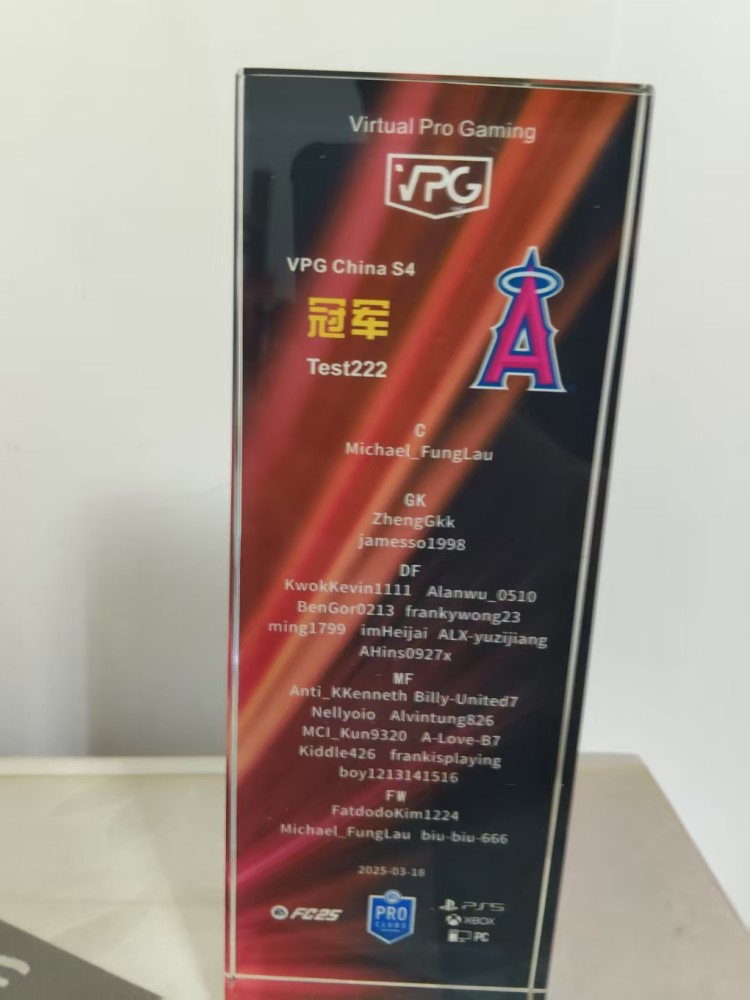 Virtual Pro Gaming
VPG
VPG China S4
冠军
Test222
A
C
Michael_FungLau
GK
ZhengGkk
jamesso1998
DF
KwokKevin1111 Alanwu_0510
BenGor0213 frankywong23
ming1799 imHeijai ALX-yuzijiang
AHins0927x
MF
Anti_KKenneth Billy-United7
Nellyoio Alvintung826
MCI_Kun9320 A-Love-B7
Kiddle426 frankisplaying
boy1213141516
FW
FatdodoKim1224
Michael_FungLau biu-biu-666
2025-03-18
EA FC25
PRO
CLUBS
PS5
XBOX
PC